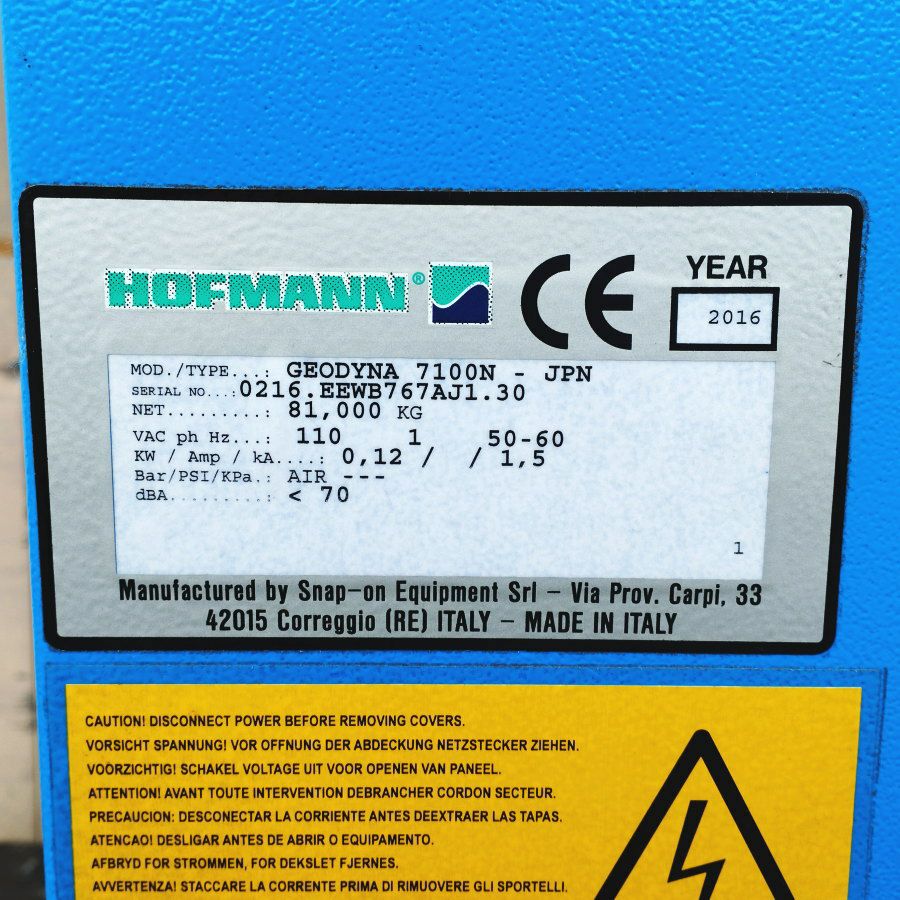 HOFMANN®
CE
YEAR
2016
MOD./TYPE...: GEODYNA 7100N - JPN
SERIAL NO...:0216.EEWB767AJ1.30
NET.........: 81,000 KG
VAC ph Hz...: 110 1 50-60
KW / Amp / kA....: 0,12 / / 1,5
Bar/PSI/KPa.: AIR ---
dBA.........: < 70
1
Manufactured by Snap-on Equipment Srl - Via Prov. Carpi, 33
42015 Correggio (RE) ITALY - MADE IN ITALY
CAUTION! DISCONNECT POWER BEFORE REMOVING COVERS.
VORSICHT SPANNUNG! VOR OFFNUNG DER ABDECKUNG NETZSTECKER ZIEHEN.
VOORZICHTIG! SCHAKEL VOLTAGE UIT VOOR OPENEN VAN PANEEL.
ATTENTION! AVANT TOUTE INTERVENTION DEBRANCHER CORDON SECTEUR.
PRECAUCION: DESCONECTAR LA CORRIENTE ANTES DEEXTRAER LAS TAPAS.
ATENCAO! DESLIGAR ANTES DE ABRIR O EQUIPAMENTO.
AFBRYD FOR STROMMEN, FOR DEKSLET FJERNES.
AVVERTENZA! STACCARE LA CORRENTE PRIMA DI RIMUOVERE GLI SPORTELLI.